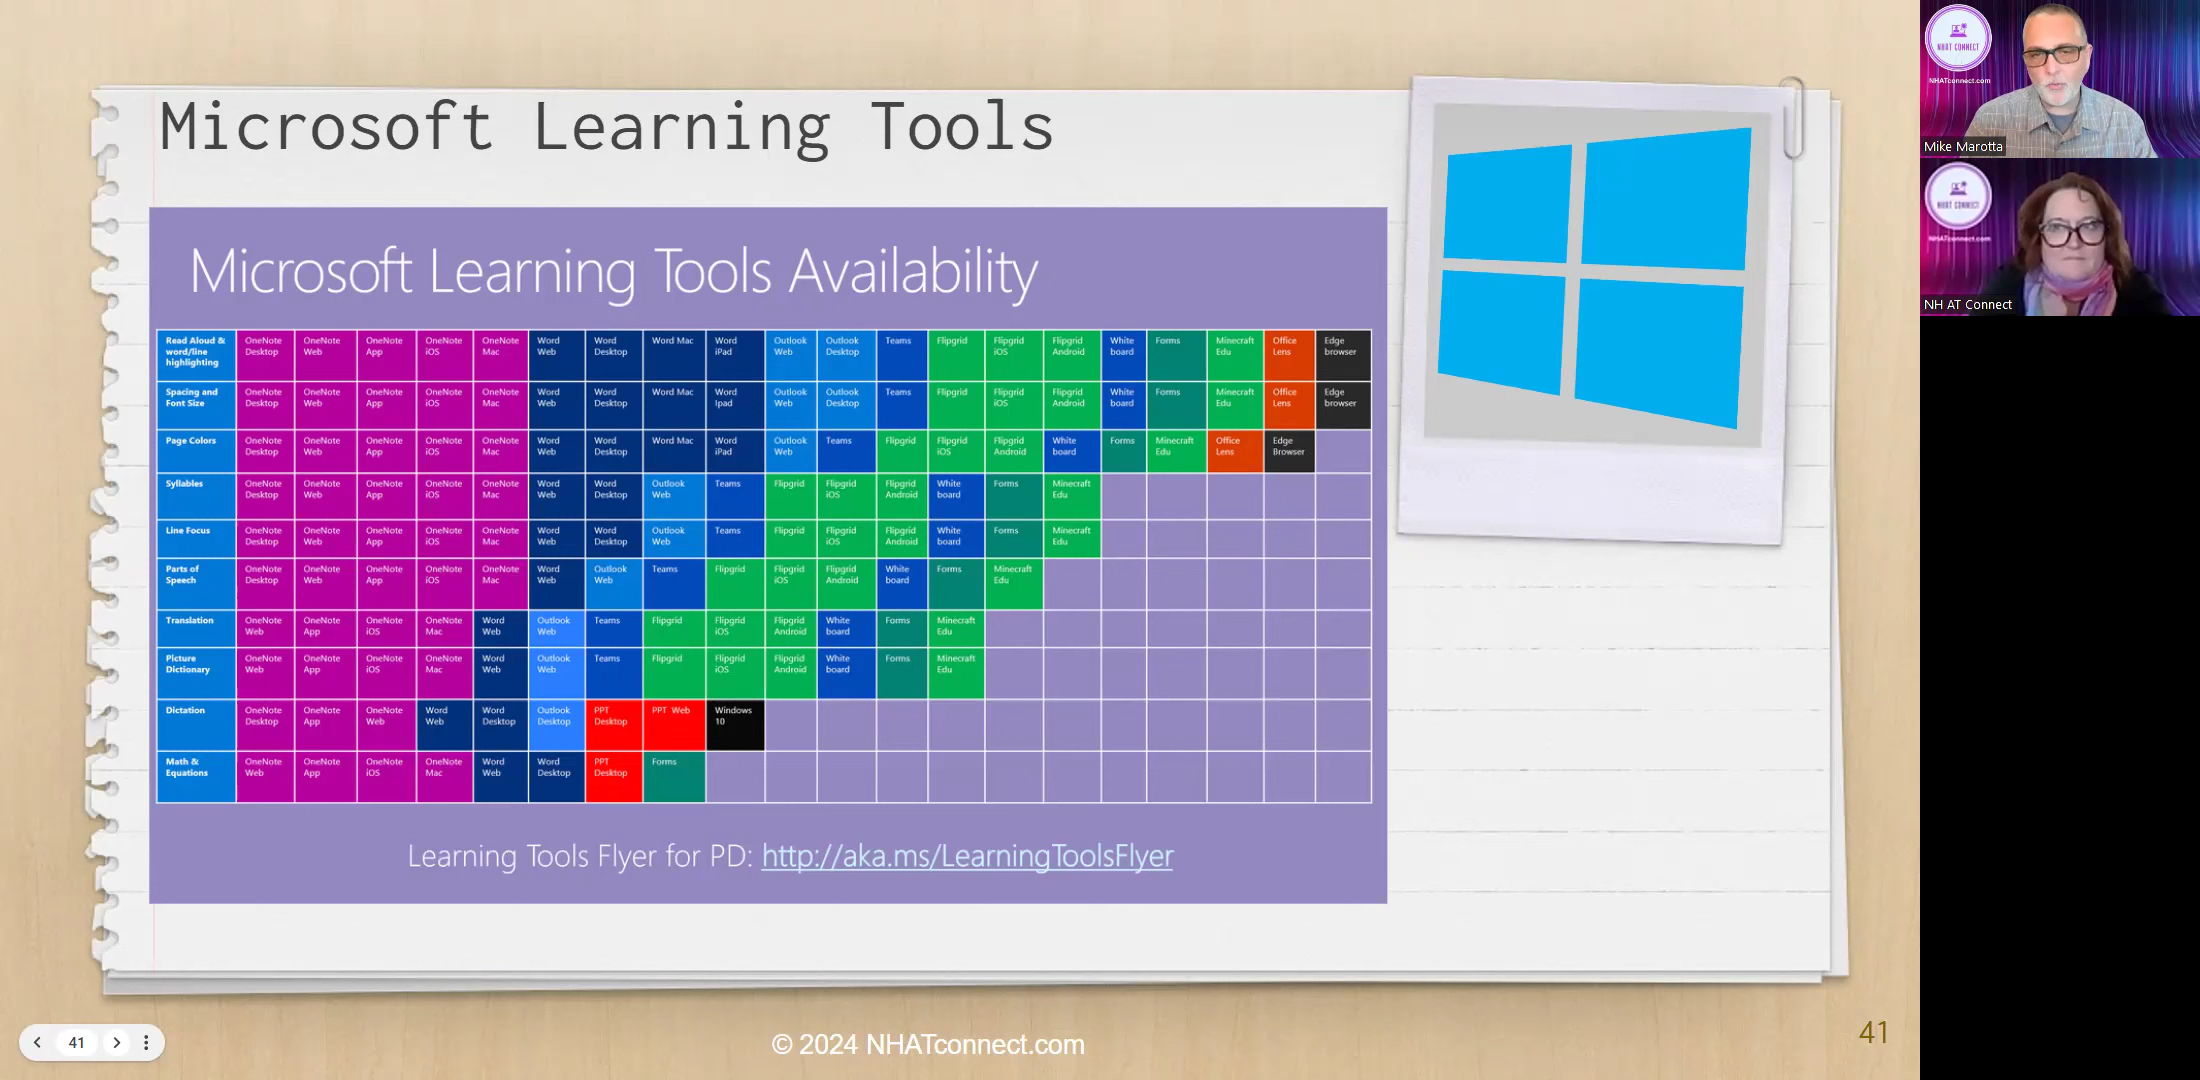 Microsoft Learning Tools
Microsoft Learning Tools Availability
Read Aloud & word/line highlighting OneNote Desktop OneNote Web OneNote App OneNote iOS OneNote Mac Word Web Word Desktop Word Mac Word iPad Outlook Web Outlook Desktop Teams Flipgrid Flipgrid iOS Flipgrid Android White board Forms Minecraft Edu Office Lens Edge browser
Spacing and Font Size OneNote Desktop OneNote Web OneNote App OneNote iOS OneNote Mac Word Web Word Desktop Word Mac Word Ipad Outlook Web Outlook Desktop Teams Flipgrid Flipgrid iOS Flipgrid Android White board Forms Minecraft Edu Office Lens Edge browser
Page Colors OneNote Desktop OneNote Web OneNote App OneNote iOS OneNote Mac Word Web Word Desktop Word Mac Word iPad Outlook Web Teams Flipgrid Flipgrid iOS Flipgrid Android White board Forms Minecraft Edu Office Lens Edge Browser
Syllables OneNote Desktop OneNote Web OneNote App OneNote iOS OneNote Mac Word Web Word Desktop Outlook Web Teams Flipgrid Flipgrid iOS Flipgrid Android White board Forms Minecraft Edu
Line Focus OneNote Desktop OneNote Web OneNote App OneNote iOS OneNote Mac Word Web Word Desktop Outlook Web Teams Flipgrid Flipgrid iOS Flipgrid Android White board Forms Minecraft Edu
Parts of Speech OneNote Desktop OneNote Web OneNote App OneNote iOS OneNote Mac Word Web Outlook Web Teams Flipgrid Flipgrid iOS Flipgrid Android White board Forms Minecraft Edu
Translation OneNote Web OneNote App OneNote iOS OneNote Mac Word Web Outlook Web Teams Flipgrid Flipgrid iOS Flipgrid Android White board Forms Minecraft Edu
Picture Dictionary OneNote Web OneNote App OneNote iOS OneNote Mac Word Web Outlook Web Teams Flipgrid Flipgrid iOS Flipgrid Android White board Forms Minecraft Edu
Dictation OneNote Desktop OneNote App OneNote Web Word Web Word Desktop Outlook Desktop PPT Desktop PPT Web Windows 10
Math & Equations OneNote Web OneNote App OneNote iOS OneNote Mac Word Web Word Desktop PPT Desktop Forms
Learning Tools Flyer for PD: http://aka.ms/LearningToolsFlyer
41
© 2024 NHATconnect.com
41
NHAT CONNECT
NHATconnect.com
Mike Marotta
NHAT CONNECT
NHATconnect.com
NH AT Connect